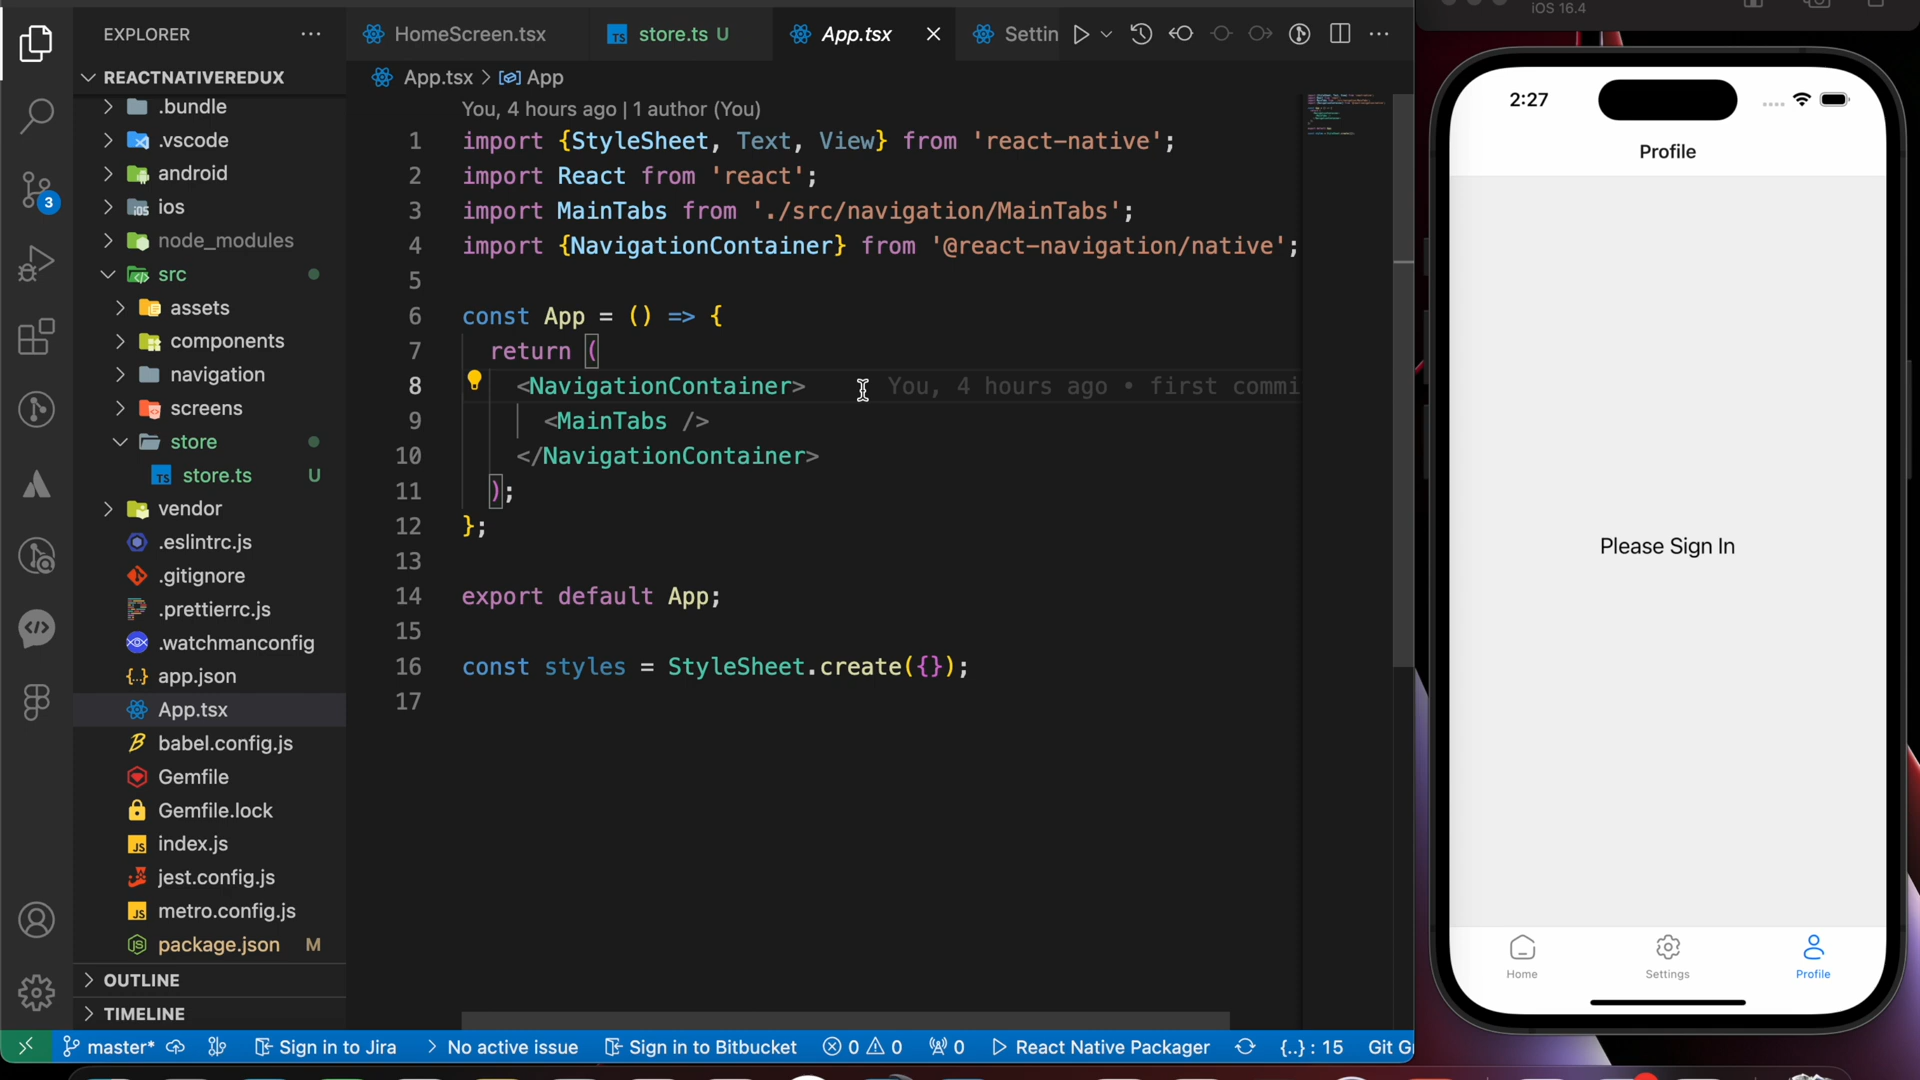 EXPLORER
REACTNATIVEREDUX
.bundle
.vscode
android
ios
node_modules
src
assets
components
navigation
screens
store
TS store.ts U
vendor
.eslintrc.js
.gitignore
.prettierrc.js
.watchmanconfig
{..} app.json
App.tsx
babel.config.js
Gemfile
Gemfile.lock
JS index.js
jest.config.js
JS metro.config.js
package.json M
OUTLINE
TIMELINE
3
HomeScreen.tsx
TS store.ts U
App.tsx
Settin
App.tsx > App
You, 4 hours ago | 1 author (You)
1 import {StyleSheet, Text, View} from 'react-native';
2 import React from 'react';
3 import MainTabs from './src/navigation/MainTabs';
4 import {NavigationContainer} from '@react-navigation/native';
5
6 const App = () => {
7 return (
8 <NavigationContainer> You, 4 hours ago • first commi
9 <MainTabs />
10 </NavigationContainer>
11 );
12 };
13
14 export default App;
15
16 const styles = StyleSheet.create({});
17
master* Sign in to Jira No active issue Sign in to Bitbucket 0 0 0 React Native Packager {..} : 15 Git G
iOS 16.4
2:27
Profile
Please Sign In
Home
Settings
Profile